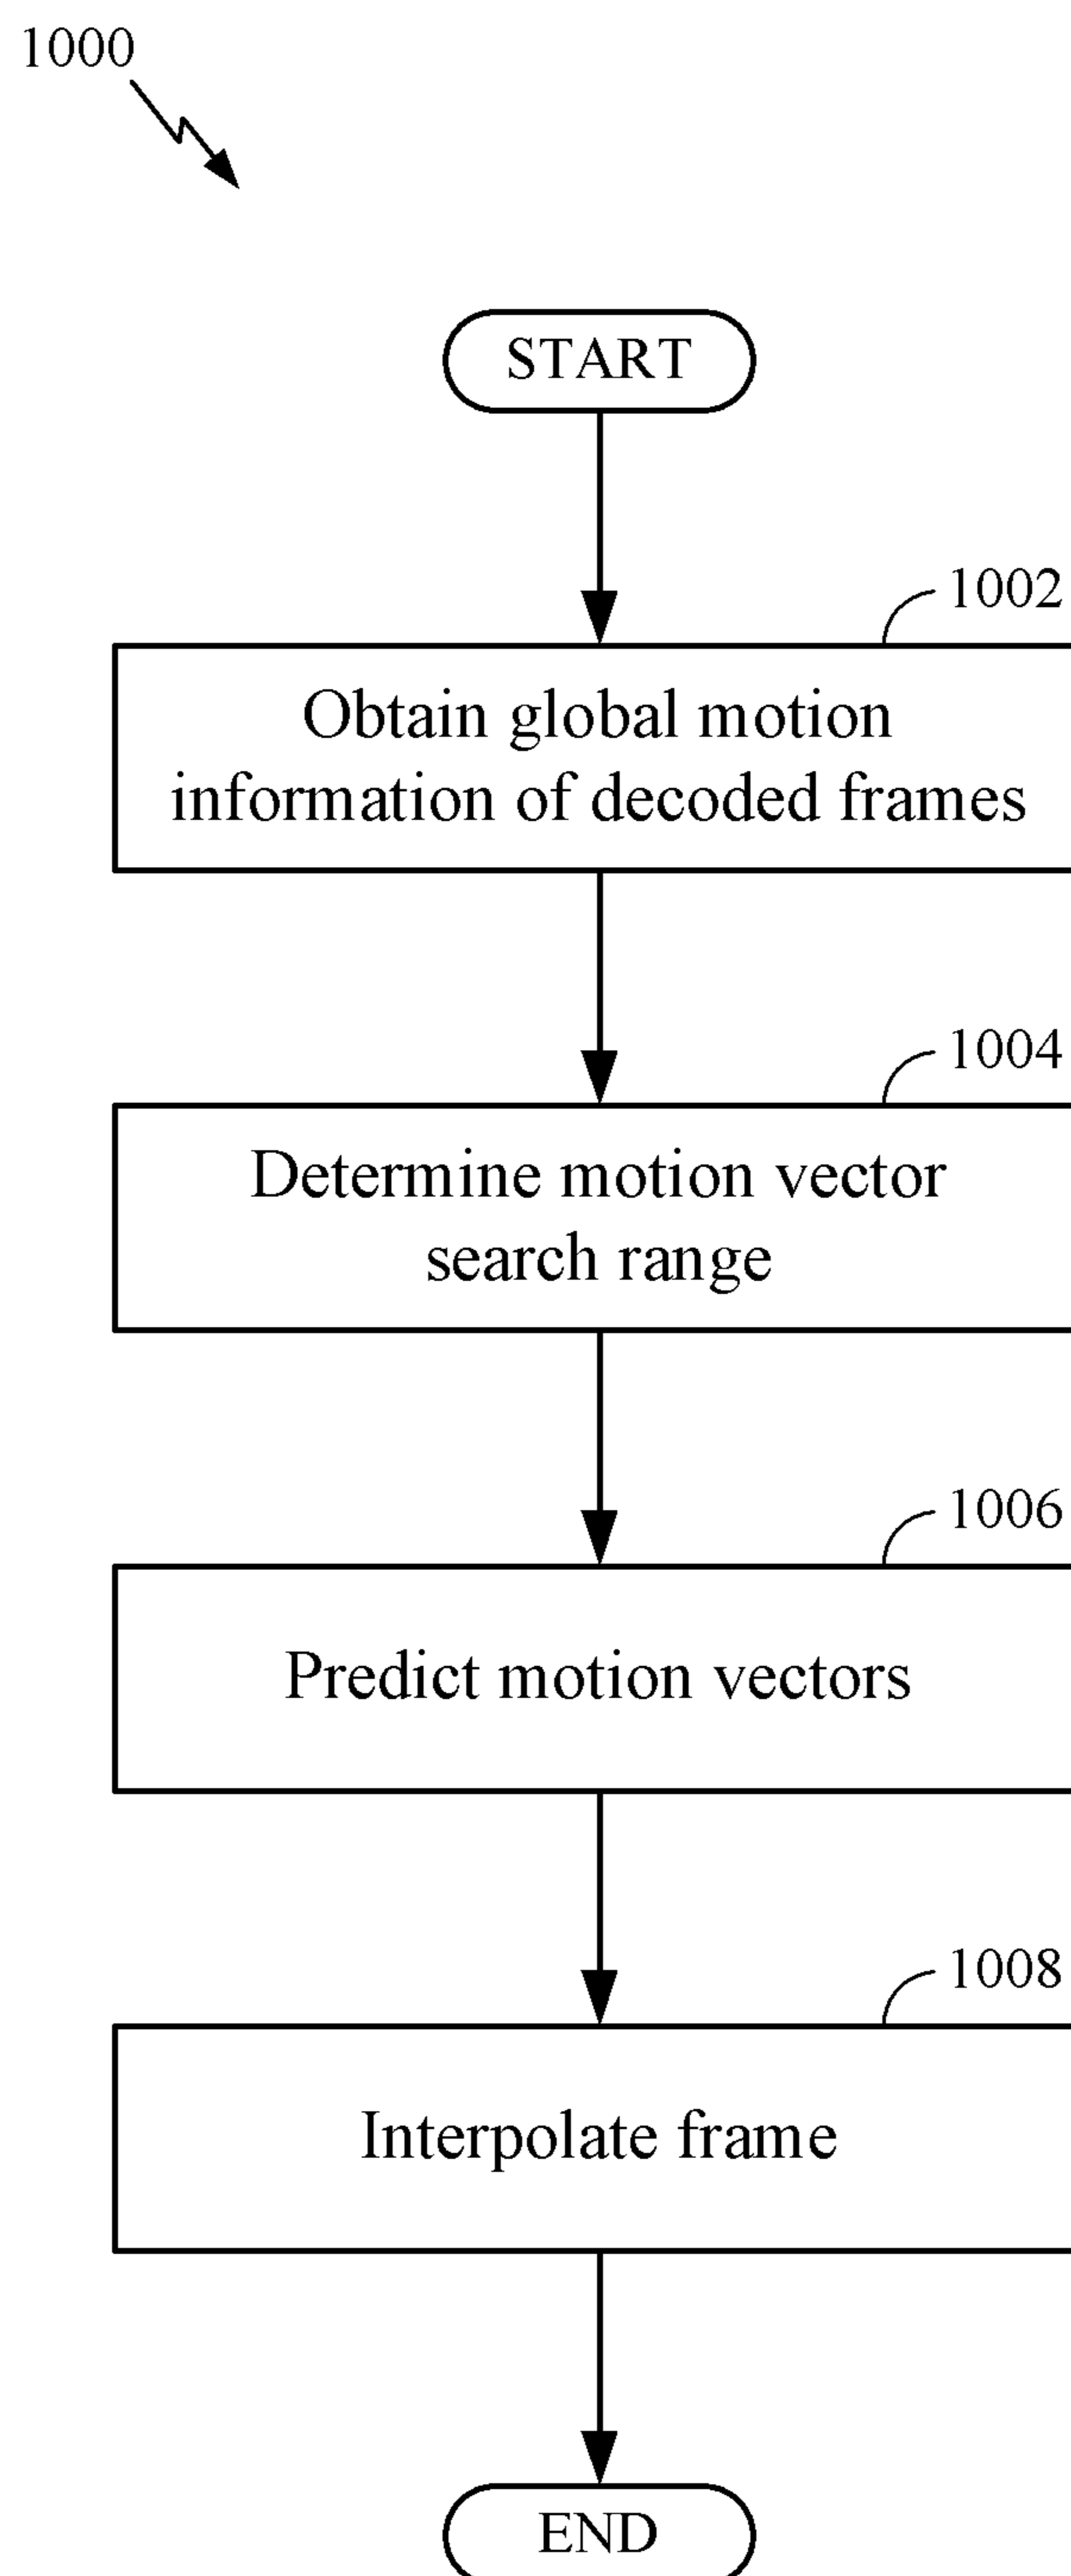 1000
START
1002
Obtain global motion
information of decoded frames
1004
Determine motion vector
search range
1006
Predict motion vectors
1008
Interpolate frame
END